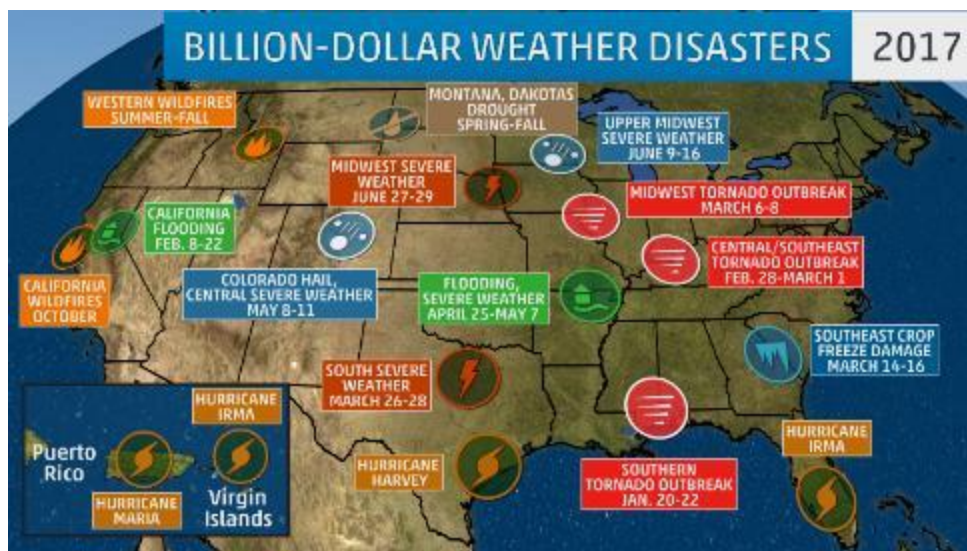 BILLION-DOLLAR WEATHER DISASTERS
2017
WESTERN WILDFIRES
SUMMER-FALL
MONTANA, DAKOTAS
DROUGHT
SPRING-FALL
UPPER MIDWEST
SEVERE WEATHER
JUNE 9-16
MIDWEST SEVERE
WEATHER
JUNE 27-29
MIDWEST TORNADO OUTBREAK
MARCH 6-8
CALIFORNIA
FLOODING
FEB. 8-22
CENTRAL/SOUTHEAST
TORNADO OUTBREAK
FEB. 28-MARCH 1
CALIFORNIA
WILDFIRES
OCTOBER
COLORADO HAIL,
CENTRAL SEVERE WEATHER
MAY 8-11
FLOODING,
SEVERE WEATHER
APRIL 25-MAY 7
SOUTHEAST CROP
FREEZE DAMAGE
MARCH 14-16
SOUTH SEVERE
WEATHER
MARCH 26-28
HURRICANE
IRMA
Puerto
Rico
HURRICANE
MARIA
Virgin
Islands
HURRICANE
HARVEY
SOUTHERN
TORNADO OUTBREAK
JAN. 20-22
HURRICANE
IRMA